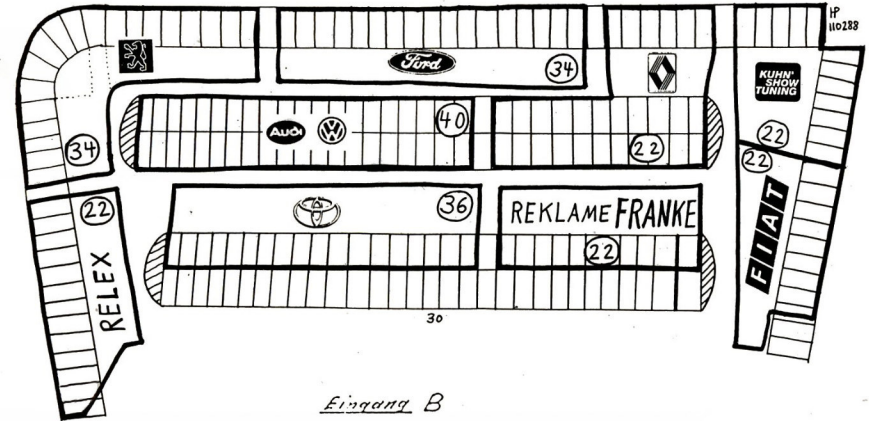 HP
110288
Ford
34
KUHN'
SHOW
TUNING
22
Audi
VW
40
22
34
22
22
36
REKLAME FRANKE
FIAT
RELEX
22
30
Eingang B